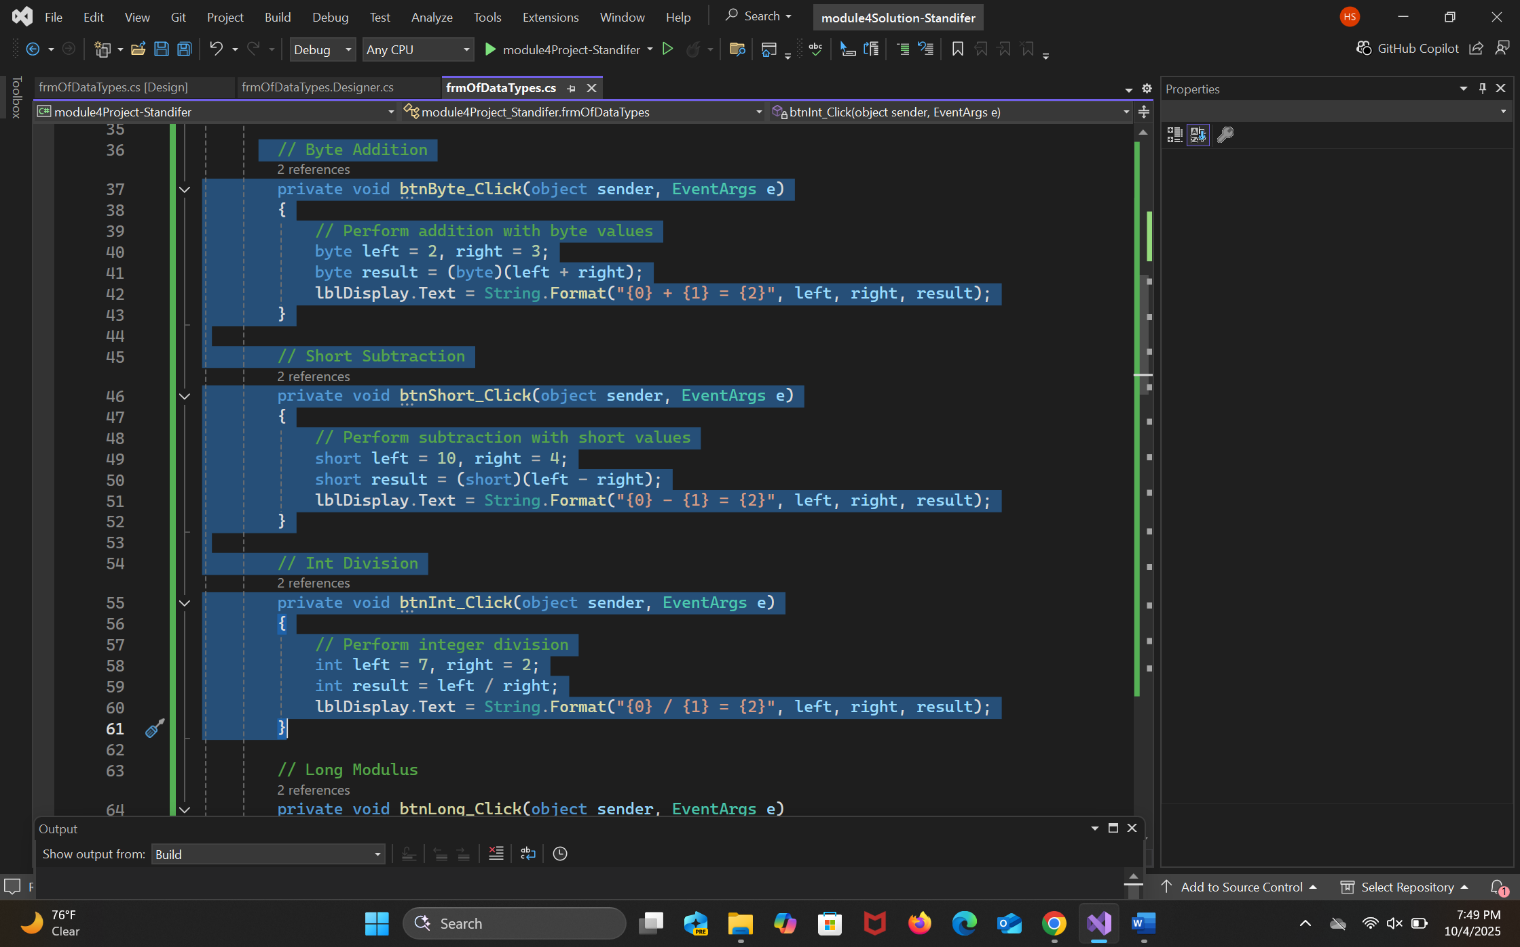 File Edit View Git Project Build Debug Test Analyze Tools Extensions Window Help Search module4Solution-Standifer HS
Debug Any CPU module4Project-Standifer GitHub Copilot
Toolbox
frmOfDataTypes.cs [Design] frmOfDataTypes.Designer.cs frmOfDataTypes.cs Properties
module4Project-Standifer module4Project_Standifer.frmOfDataTypes btnInt_Click(object sender, EventArgs e)
35
36 // Byte Addition
2 references
37 private void btnByte_Click(object sender, EventArgs e)
38 {
39 // Perform addition with byte values
40 byte left = 2, right = 3;
41 byte result = (byte)(left + right);
42 lblDisplay.Text = String.Format("{0} + {1} = {2}", left, right, result);
43 }
44
45 // Short Subtraction
2 references
46 private void btnShort_Click(object sender, EventArgs e)
47 {
48 // Perform subtraction with short values
49 short left = 10, right = 4;
50 short result = (short)(left - right);
51 lblDisplay.Text = String.Format("{0} - {1} = {2}", left, right, result);
52 }
53
54 // Int Division
2 references
55 private void btnInt_Click(object sender, EventArgs e)
56 {
57 // Perform integer division
58 int left = 7, right = 2;
59 int result = left / right;
60 lblDisplay.Text = String.Format("{0} / {1} = {2}", left, right, result);
61 }
62
63 // Long Modulus
2 references
64 private void btnLong_Click(object sender, EventArgs e)
Output
Show output from: Build
Add to Source Control Select Repository 1
76°F
Clear
Search
PRE
7:49 PM
10/4/2025